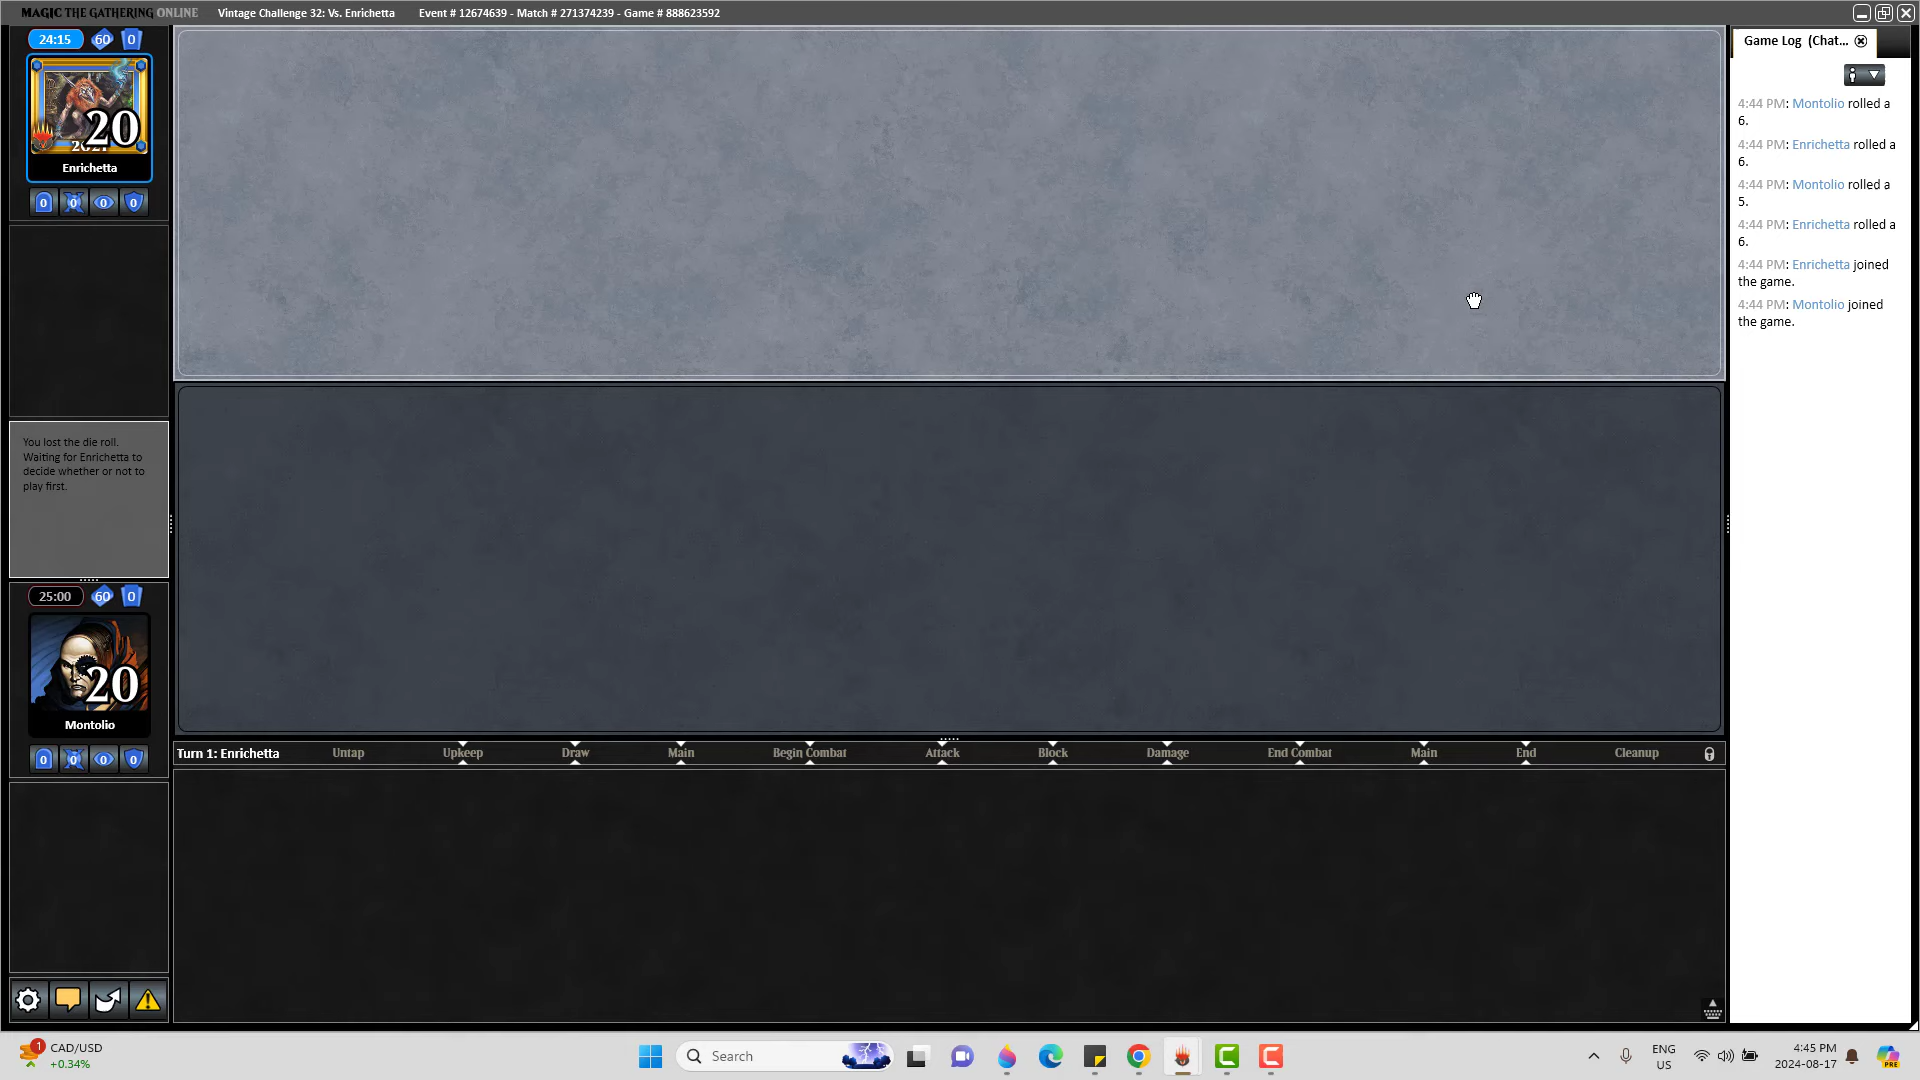 MAGIC THE GATHERING ONLINE Vintage Challenge 32: Vs. Enrichetta Event # 12674639 - Match # 271374239 - Game # 888623592
24:15 60 0
20
Enrichetta
0 0 0 0
You lost the die roll.
Waiting for Enrichetta to
decide whether or not to
play first.
25:00 60 0
20
Montolio
0 0 0 0
Turn 1: Enrichetta Untap Upkeep Draw Main Begin Combat Attack Block Damage End Combat Main End Cleanup
Game Log (Chat...
4:44 PM: Montolio rolled a
6.
4:44 PM: Enrichetta rolled a
6.
4:44 PM: Montolio rolled a
5.
4:44 PM: Enrichetta rolled a
6.
4:44 PM: Enrichetta joined
the game.
4:44 PM: Montolio joined
the game.
1
CAD/USD
+0.34%
Search
ENG
US
4:45 PM
2024-08-17
PRE